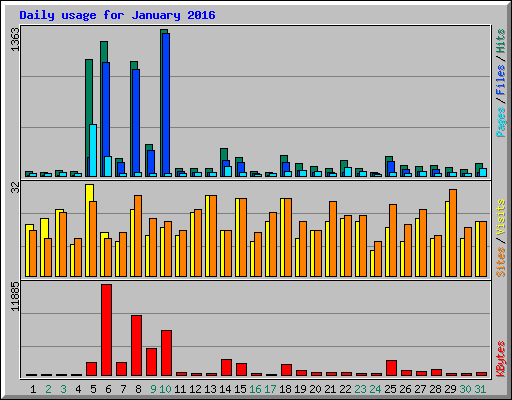 Daily usage for January 2016
1363
Pages/Files/Hits
32
Sites/Visits
11885
KBytes
1 2 3 4 5 6 7 8 9 10 11 12 13 14 15 16 17 18 19 20 21 22 23 24 25 26 27 28 29 30 31